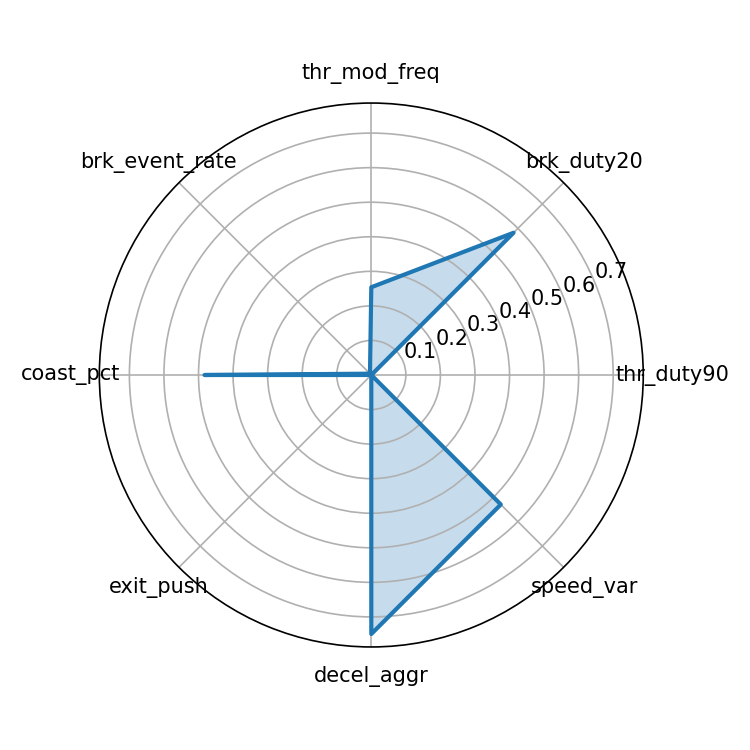 thr_mod_freq
brk_event_rate
brk_duty20
0.7
0.6
0.5
0.4
0.3
0.2
0.1
coast_pct
thr_duty90
exit_push
speed_var
decel_aggr